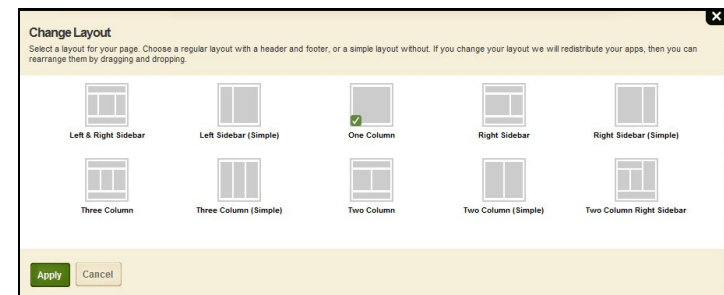 Change Layout
Select a layout for your page. Choose a regular layout with a header and footer, or a simple layout without. If you change your layout we will redistribute your apps, then you can
rearrange them by dragging and dropping.
Left & Right Sidebar
Left Sidebar (Simple)
One Column
Right Sidebar
Right Sidebar (Simple)
Three Column
Three Column (Simple)
Two Column
Two Column (Simple)
Two Column Right Sidebar
Apply
Cancel